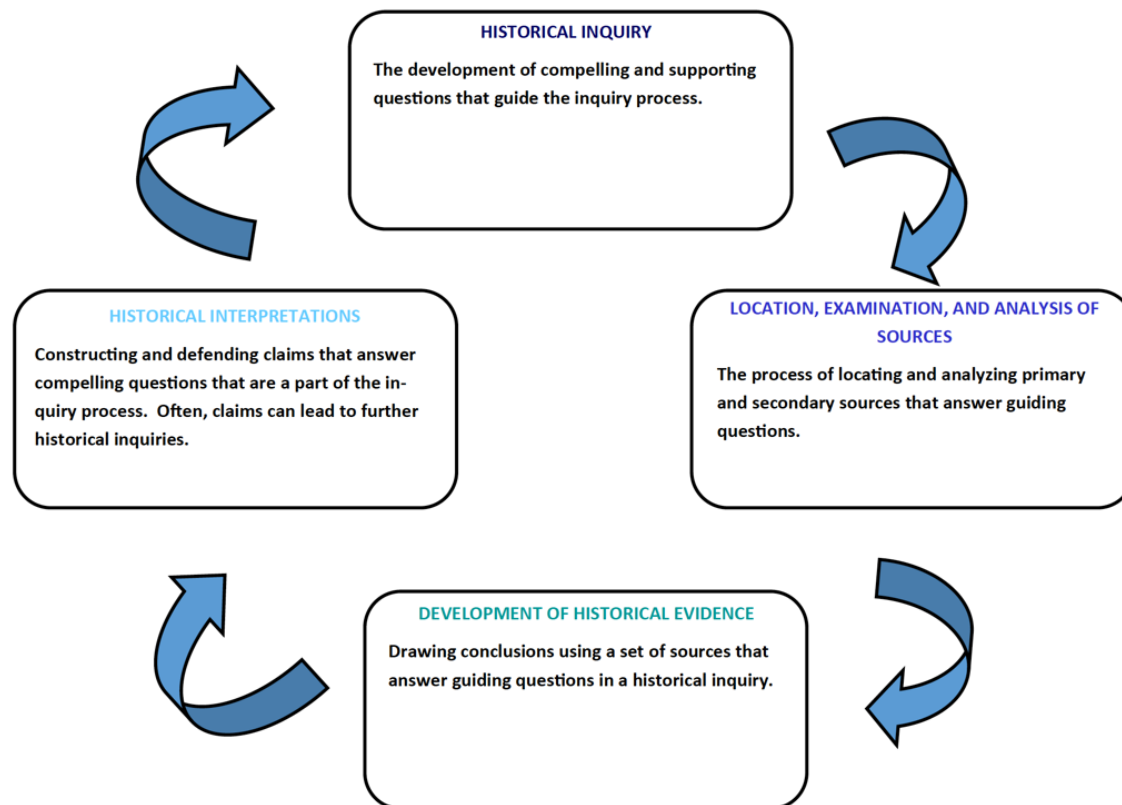 HISTORICAL INQUIRY
The development of compelling and supporting
questions that guide the inquiry process.
LOCATION, EXAMINATION, AND ANALYSIS OF
SOURCES
The process of locating and analyzing primary
and secondary sources that answer guiding
questions.
DEVELOPMENT OF HISTORICAL EVIDENCE
Drawing conclusions using a set of sources that
answer guiding questions in a historical inquiry.
HISTORICAL INTERPRETATIONS
Constructing and defending claims that answer
compelling questions that are a part of the in-
quiry process.  Often, claims can lead to further
historical inquiries.